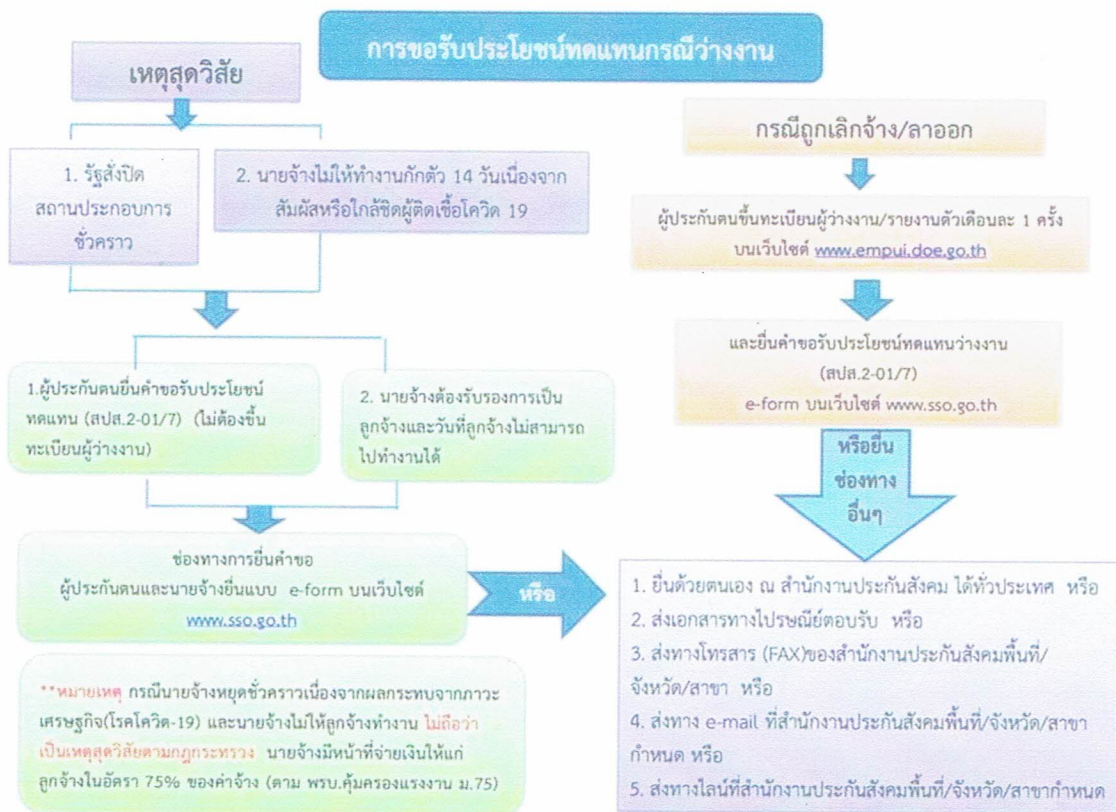 การขอรับประโยชน์ทดแทนกรณีว่างงาน
เหตุสุดวิสัย
1. รัฐสั่งปิด
สถานประกอบการ
ชั่วคราว
2. นายจ้างไม่ให้ทำงานกักตัว 14 วันเนื่องจาก
สัมผัสหรือใกล้ชิดผู้ติดเชื้อโควิด 19
1.ผู้ประกันตนยื่นคำขอรับประโยชน์
ทดแทน (สปส.2-01/7) (ไม่ต้องขึ้น
ทะเบียนผู้ว่างงาน)
2. นายจ้างต้องรับรองการเป็น
ลูกจ้างและวันที่ลูกจ้างไม่สามารถ
ไปทำงานได้
ช่องทางการยื่นคำขอ
ผู้ประกันตนและนายจ้างยื่นแบบ e-form บนเว็บไซต์
www.sso.go.th
หรือ
**หมายเหตุ กรณีนายจ้างหยุดชั่วคราวเนื่องจากผลกระทบจากภาวะ
เศรษฐกิจ(โรคโควิด-19) และนายจ้างไม่ให้ลูกจ้างทำงาน ไม่ถือว่า
เป็นเหตุสุดวิสัยตามกฎกระทรวง นายจ้างมีหน้าที่จ่ายเงินให้แก่
ลูกจ้างในอัตรา 75% ของค่าจ้าง (ตาม พรบ.คุ้มครองแรงงาน ม.75)
กรณีถูกเลิกจ้าง/ลาออก
ผู้ประกันตนขึ้นทะเบียนผู้ว่างงาน/รายงานตัวเดือนละ 1 ครั้ง
บนเว็บไซต์ www.empui.doe.go.th
และยื่นคำขอรับประโยชน์ทดแทนว่างงาน
(สปส.2-01/7)
e-form บนเว็บไซต์ www.sso.go.th
หรือยื่น
ช่องทาง
อื่นๆ
1. ยื่นด้วยตนเอง ณ สำนักงานประกันสังคม ได้ทั่วประเทศ หรือ
2. ส่งเอกสารทางไปรษณีย์ตอบรับ หรือ
3. ส่งทางโทรสาร (FAX)ของสำนักงานประกันสังคมพื้นที่/
จังหวัด/สาขา หรือ
4. ส่งทาง e-mail ที่สำนักงานประกันสังคมพื้นที่/จังหวัด/สาขา
กำหนด หรือ
5. ส่งทางไลน์ที่สำนักงานประกันสังคมพื้นที่/จังหวัด/สาขากำหนด